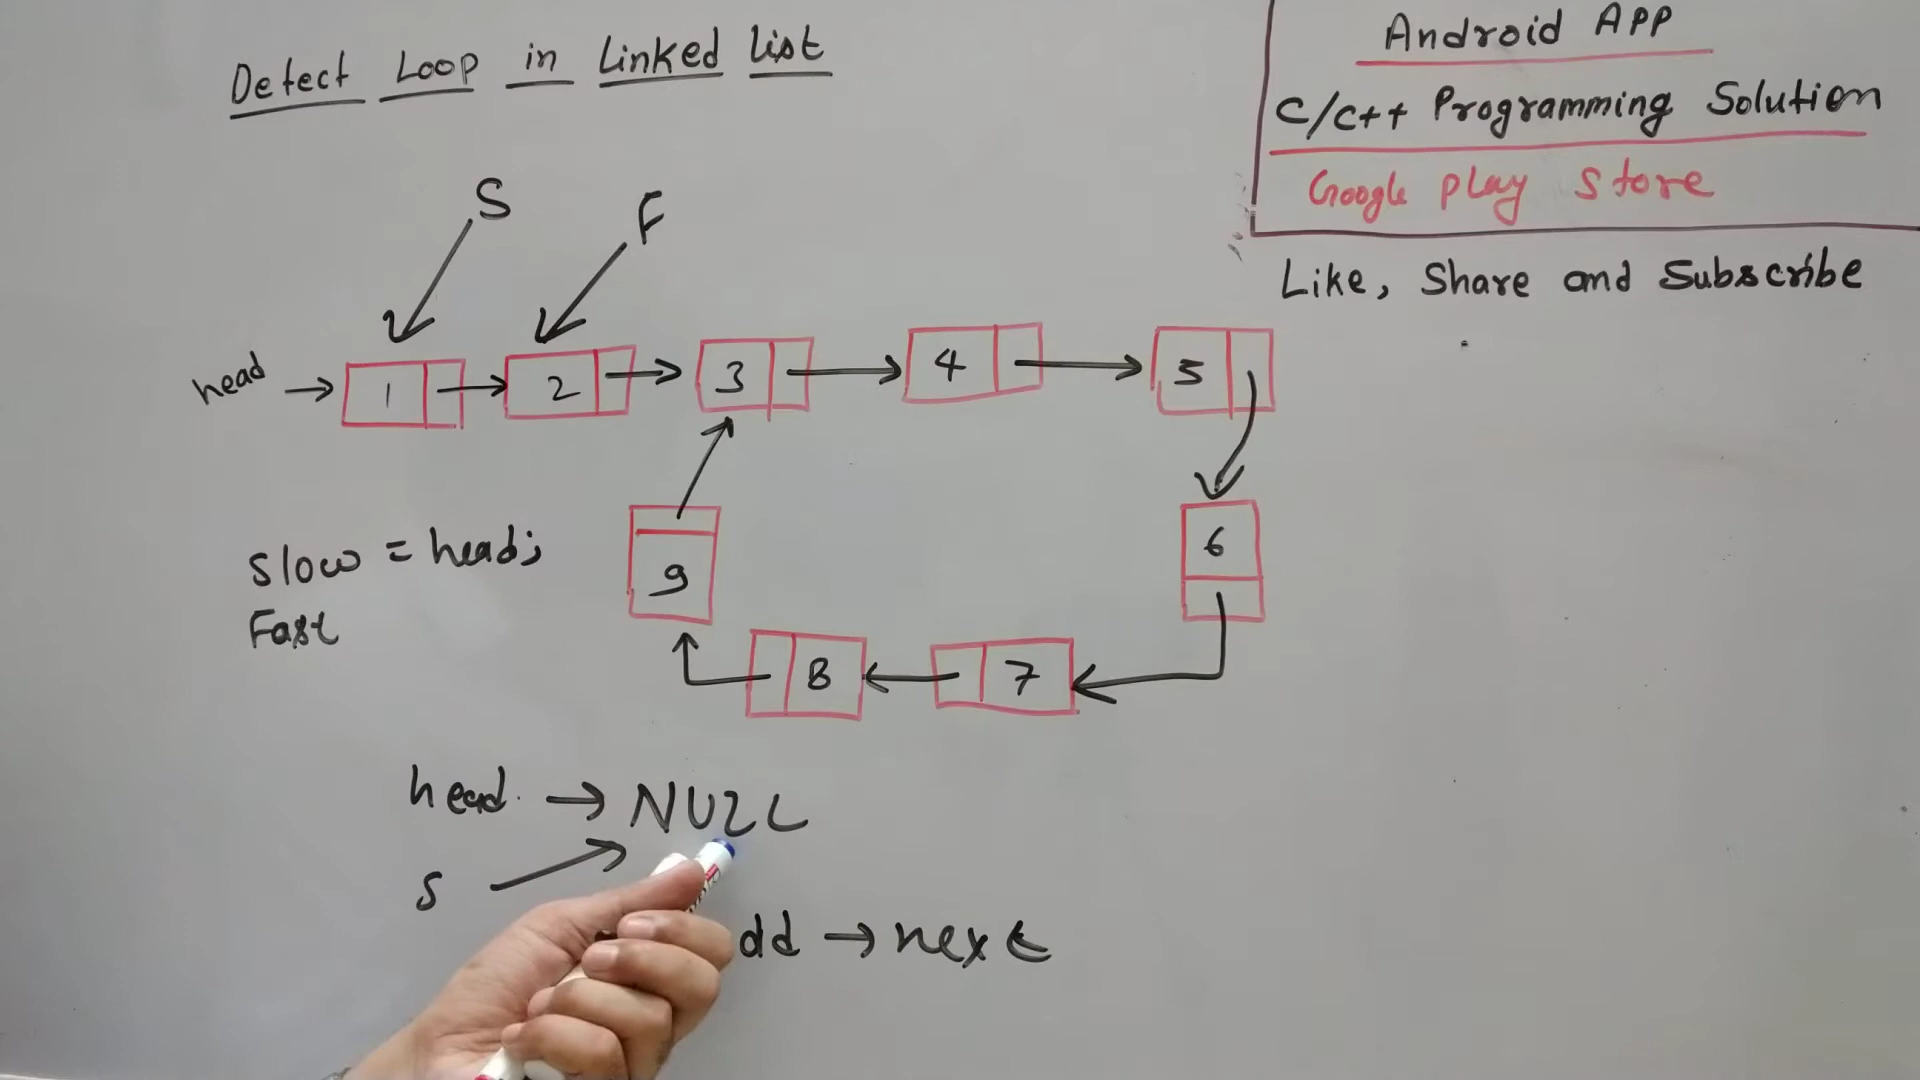 Detect Loop in Linked List
Android APP
C/C++ Programming Solution
Google play store
Like, Share and Subscribe
S
F
head
1
2
3
4
5
6
7
8
9
slow = head;
Fast
head → NULL
s
→ next